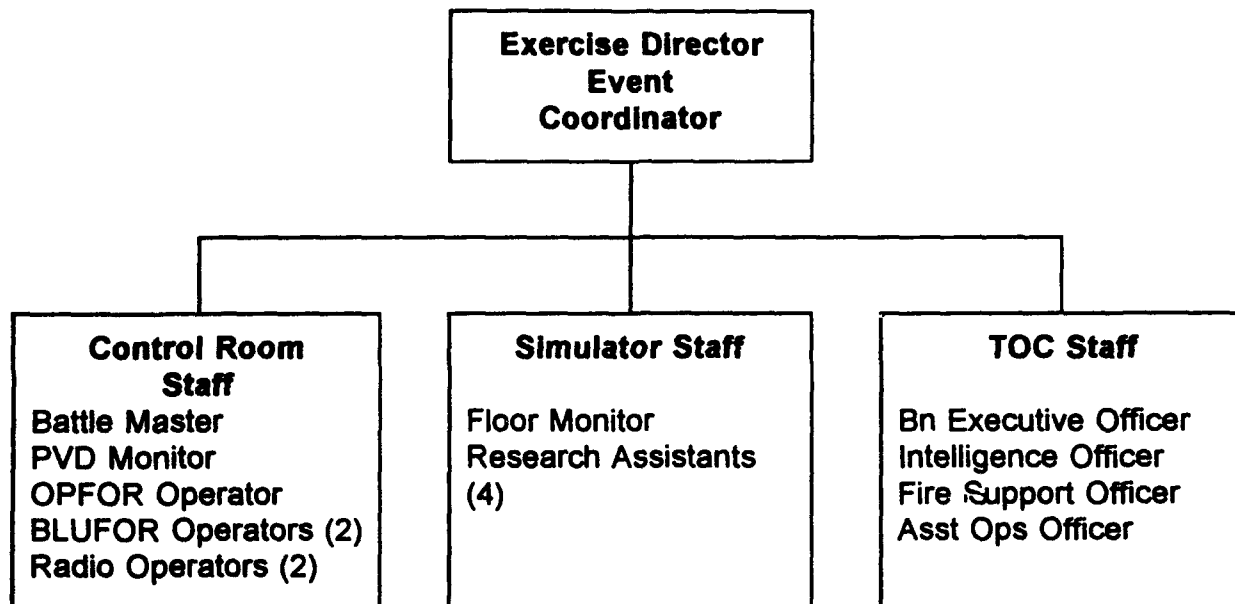 Exercise Director
Event
Coordinator
Control Room
Staff
Battle Master
PVD Monitor
OPFOR Operator
BLUFOR Operators (2)
Radio Operators (2)
Simulator Staff
Floor Monitor
Research Assistants
(4)
TOC Staff
Bn Executive Officer
Intelligence Officer
Fire Support Officer
Asst Ops Officer